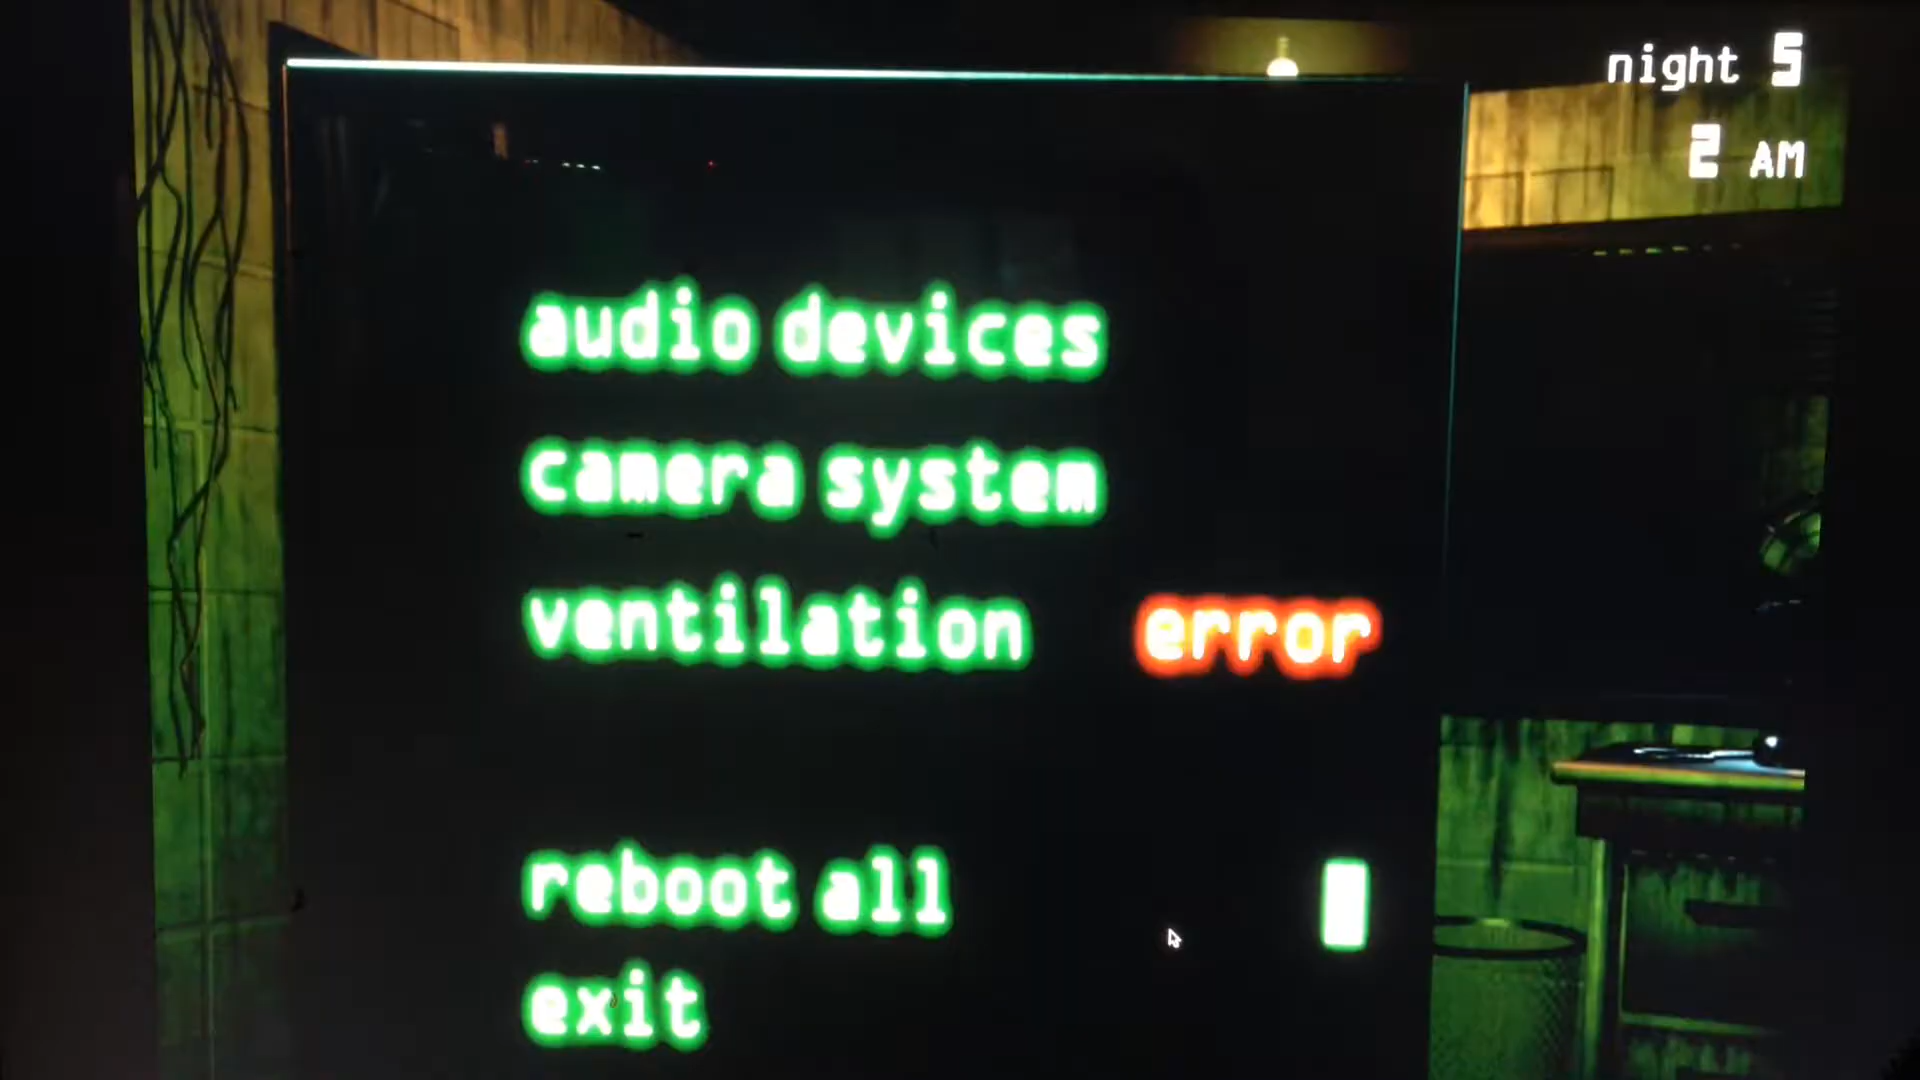 night 5
2 AM
audio devices
camera system
ventilation error
reboot all
exit